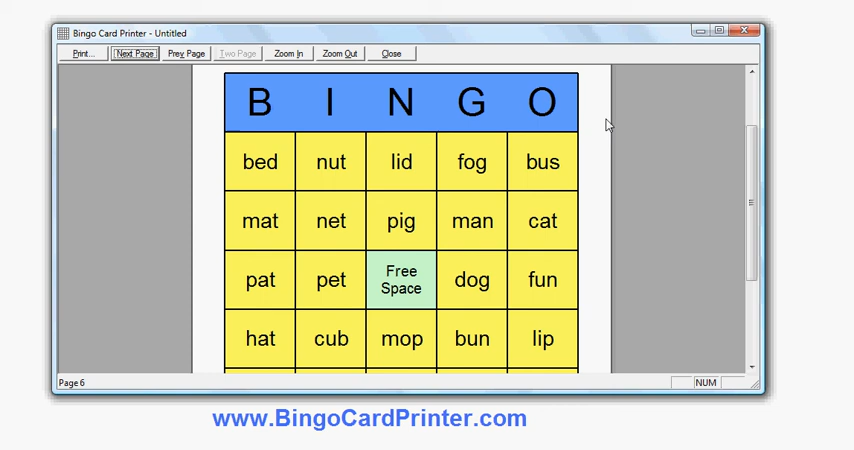 Bingo Card Printer - Untitled
Print... Next Page Prev Page Two Page Zoom In Zoom Out Close
B I N G O
bed nut lid fog bus
mat net pig man cat
pat pet Free Space dog fun
hat cub mop bun lip
Page 6 NUM
www.BingoCardPrinter.com